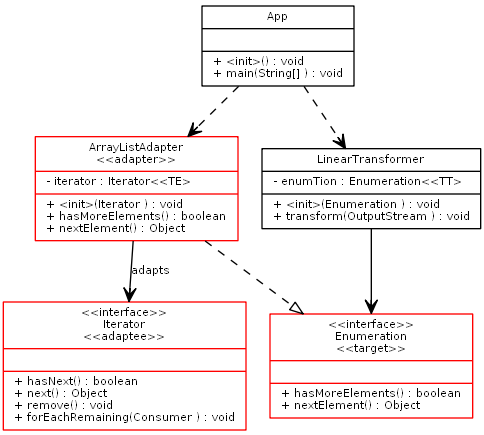 App
+ <init>() : void
+ main(String[] ) : void
ArrayListAdapter
<<adapter>>
- iterator : Iterator<<TE>>
+ <init>(Iterator ) : void
+ hasMoreElements() : boolean
+ nextElement() : Object
LinearTransformer
- enumTion : Enumeration<<TT>>
+ <init>(Enumeration ) : void
+ transform(OutputStream ) : void
adapts
<<interface>>
Iterator
<<adaptee>>
+ hasNext() : boolean
+ next() : Object
+ remove() : void
+ forEachRemaining(Consumer ) : void
<<interface>>
Enumeration
<<target>>
+ hasMoreElements() : boolean
+ nextElement() : Object